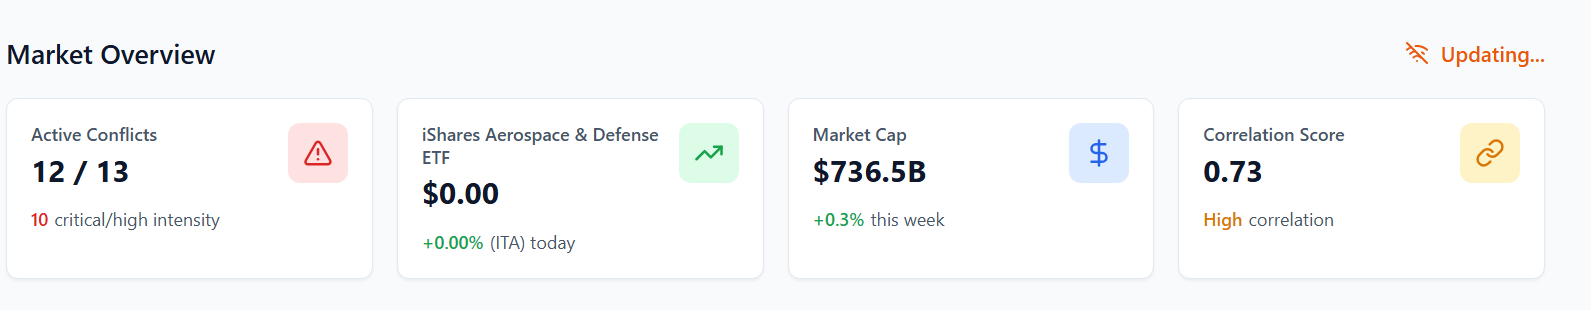 Market Overview
Updating...
Active Conflicts
12 / 13
10 critical/high intensity
iShares Aerospace & Defense
ETF
$0.00
+0.00% (ITA) today
Market Cap
$736.5B
+0.3% this week
Correlation Score
0.73
High correlation